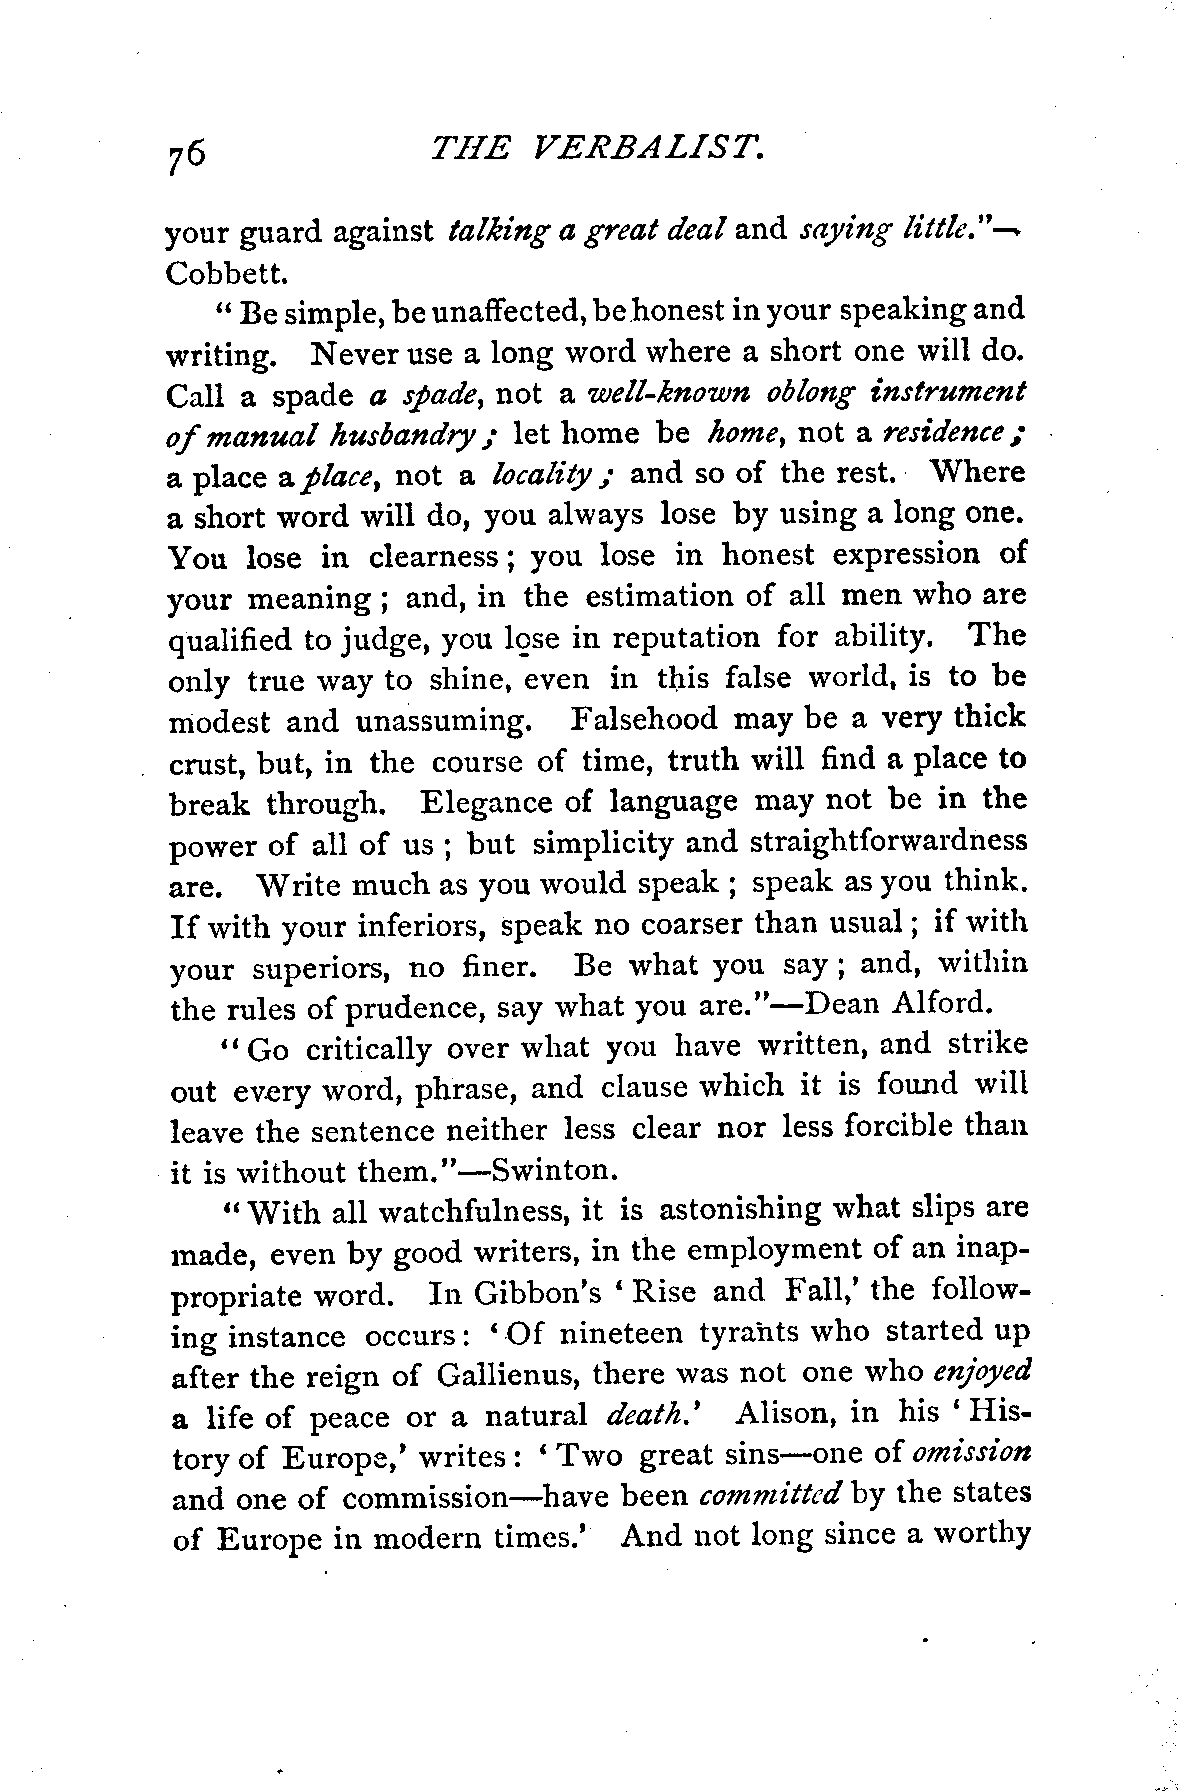 76 THE VERBALIST.
your guard against talking a great deal and saying little."—
Cobbett.
"Be simple, be unaffected, be honest in your speaking and
writing. Never use a long word where a short one will do.
Call a spade a spade, not a well-known oblong instrument
of manual husbandry; let home be home, not a residence;
a place a place, not a locality; and so of the rest. Where
a short word will do, you always lose by using a long one.
You lose in clearness; you lose in honest expression of
your meaning; and, in the estimation of all men who are
qualified to judge, you lose in reputation for ability. The
only true way to shine, even in this false world, is to be
modest and unassuming. Falsehood may be a very thick
crust, but, in the course of time, truth will find a place to
break through. Elegance of language may not be in the
power of all of us; but simplicity and straightforwardness
are. Write much as you would speak; speak as you think.
If with your inferiors, speak no coarser than usual; if with
your superiors, no finer. Be what you say; and, within
the rules of prudence, say what you are."—Dean Alford.
"Go critically over what you have written, and strike
out every word, phrase, and clause which it is found will
leave the sentence neither less clear nor less forcible than
it is without them."—Swinton.
"With all watchfulness, it is astonishing what slips are
made, even by good writers, in the employment of an inap-
propriate word. In Gibbon's 'Rise and Fall,' the follow-
ing instance occurs: 'Of nineteen tyrants who started up
after the reign of Gallienus, there was not one who enjoyed
a life of peace or a natural death.' Alison, in his 'His-
tory of Europe,' writes: 'Two great sins—one of omission
and one of commission—have been committed by the states
of Europe in modern times.' And not long since a worthy